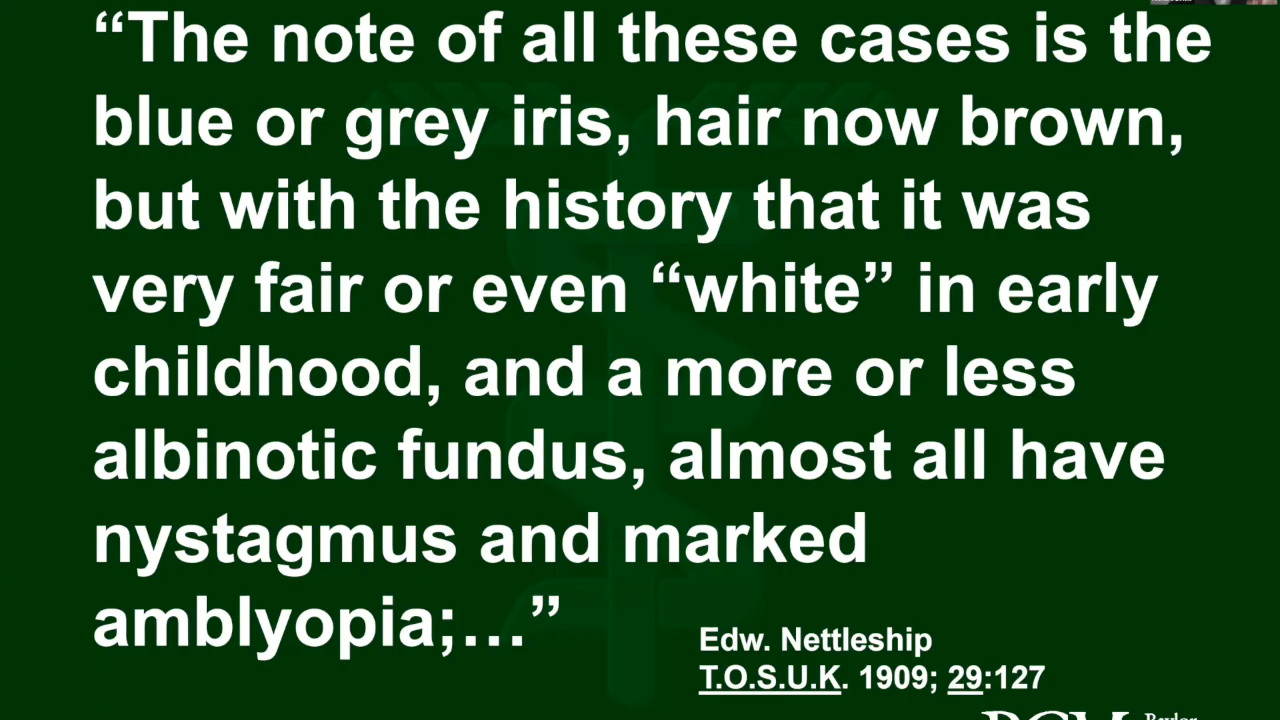 “The note of all these cases is the
blue or grey iris, hair now brown,
but with the history that it was
very fair or even “white” in early
childhood, and a more or less
albinotic fundus, almost all have
nystagmus and marked
amblyopia;…”
Edw. Nettleship
T.O.S.U.K. 1909; 29:127
BCM Baylor